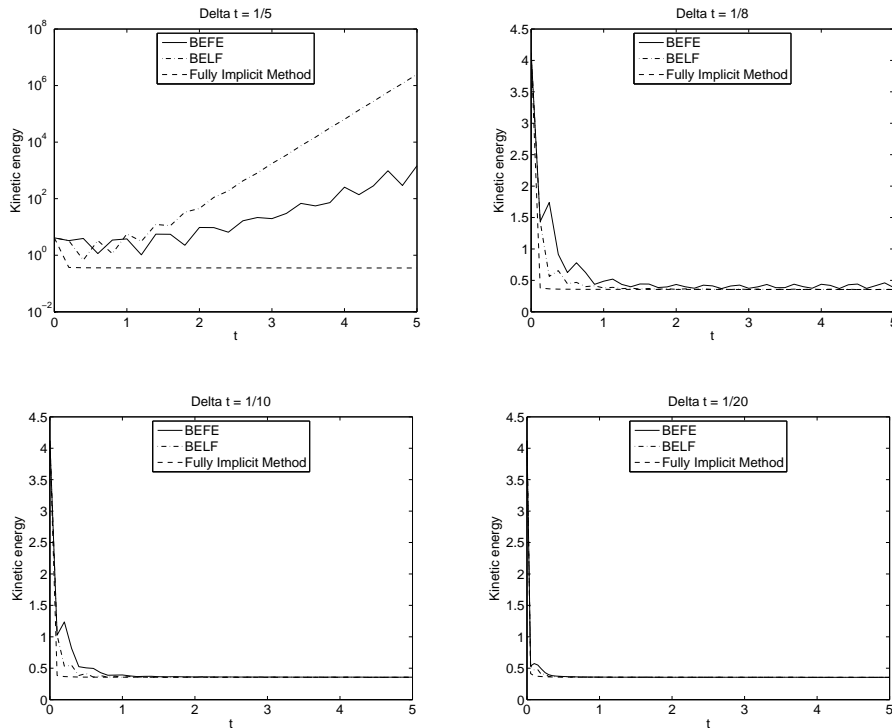 Delta t = 1/5
10^8
10^6
10^4
10^2
10^0
10^−2
Kinetic energy
0 1 2 3 4 5
t
BEFE
BELF
Fully Implicit Method
Delta t = 1/8
4.5
4
3.5
3
2.5
2
1.5
1
0.5
0
Kinetic energy
0 1 2 3 4 5
t
BEFE
BELF
Fully Implicit Method
Delta t = 1/10
4.5
4
3.5
3
2.5
2
1.5
1
0.5
0
Kinetic energy
0 1 2 3 4 5
t
BEFE
BELF
Fully Implicit Method
Delta t = 1/20
4.5
4
3.5
3
2.5
2
1.5
1
0.5
0
Kinetic energy
0 1 2 3 4 5
t
BEFE
BELF
Fully Implicit Method